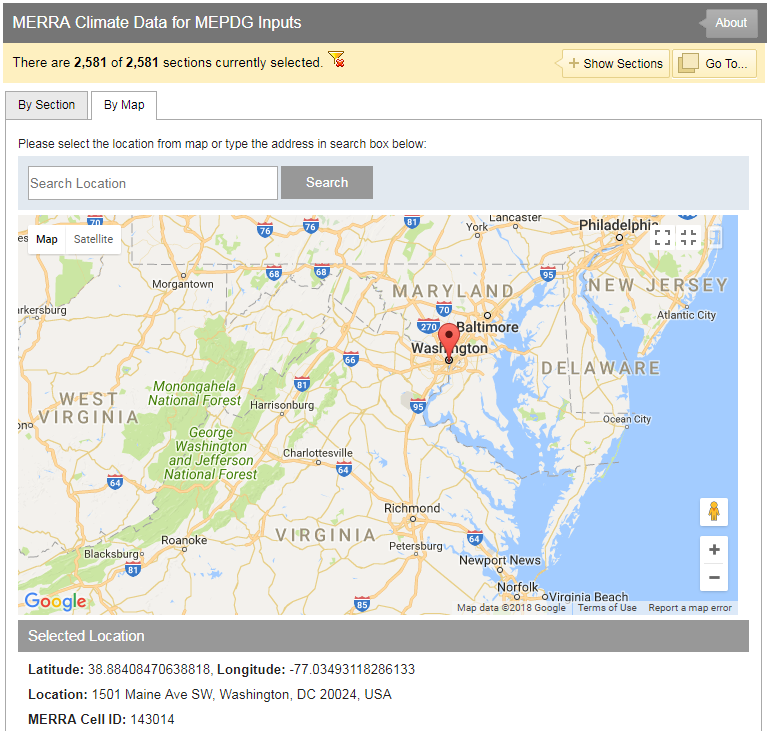 MERRA Climate Data for MEPDG Inputs
About
There are 2,581 of 2,581 sections currently selected.
Show Sections
Go To...
By Section
By Map
Please select the location from map or type the address in search box below:
Search Location
Search
Map
Satellite
70
76
76
81
York
Lancaster
Philadelphia
Morgantown
68
68
95
MARYLAND
NEW JERSEY
rkersburg
70
270
Baltimore
Atlantic City
Washington
66
DELAWARE
WEST
VIRGINIA
Monongahela
National Forest
81
Harrisonburg
95
Ocean City
George
Washington
and Jefferson
National Forest
Charlottesville
64
64
Richmond
VIRGINIA
Roanoke
Petersburg
64
Blacksburg
81
Newport News
Norfolk
Virginia Beach
85
Google
Map data ©2018 Google
Terms of Use
Report a map error
Selected Location
Latitude: 38.88408470638818, Longitude: -77.03493118286133
Location: 1501 Maine Ave SW, Washington, DC 20024, USA
MERRA Cell ID: 143014